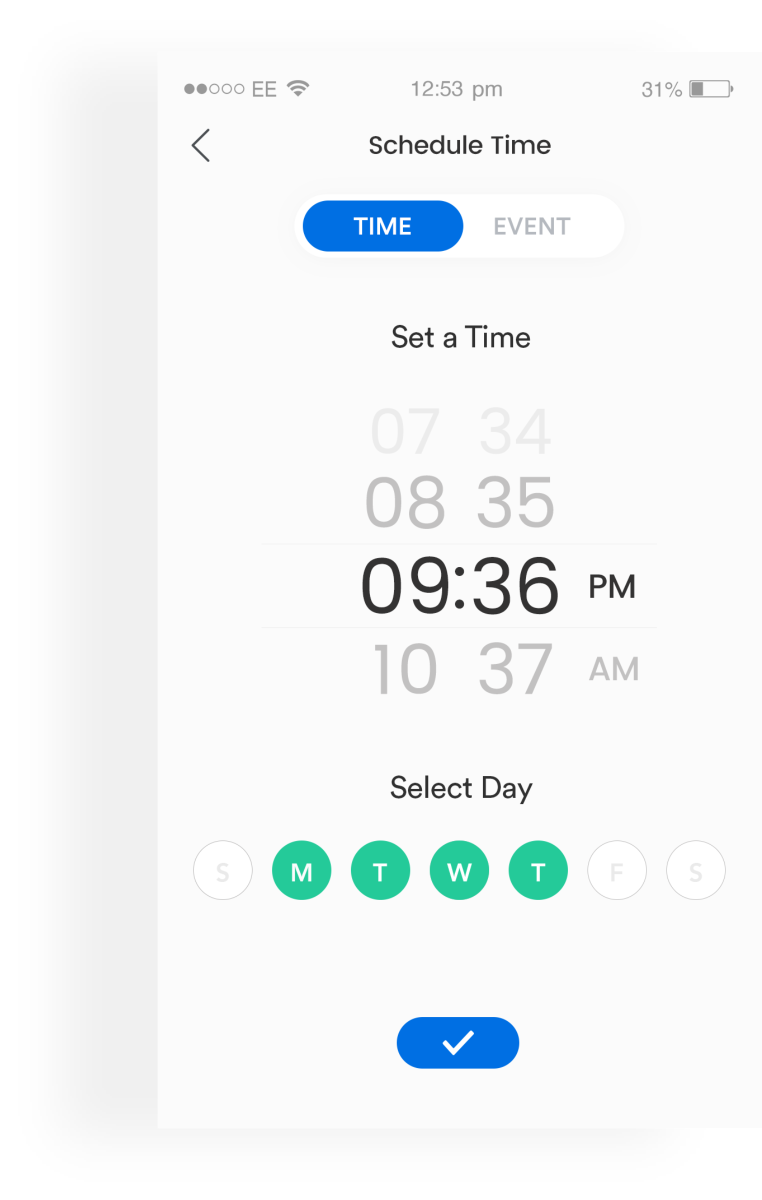 EE 12:53 pm 31%
Schedule Time
TIME EVENT
Set a Time
07 34
08 35
09:36 PM
10 37 AM
Select Day
S M T W T F S